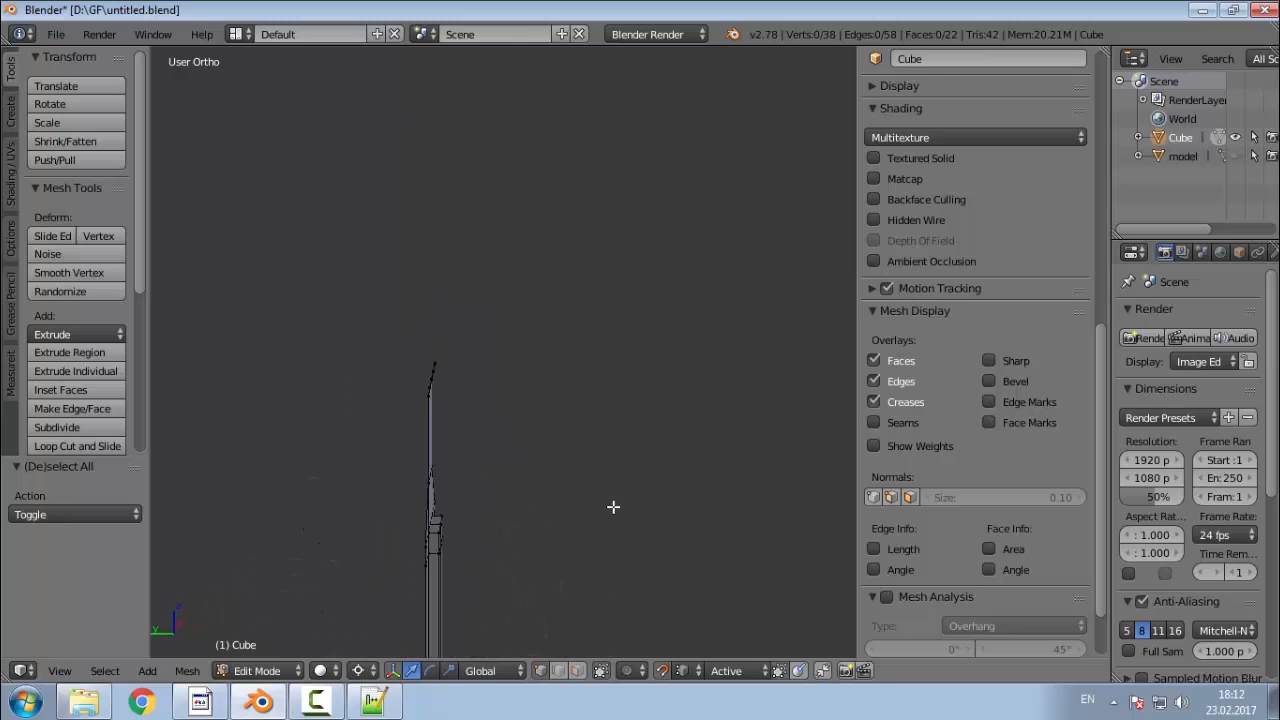 Blender* [D:\GF\untitled.blend]
File Render Window Help Default Scene Blender Render v2.78 | Verts:0/38 | Edges:0/58 | Faces:0/22 | Tris:42 | Mem:20.21M | Cube
Tools
Create
Shading / UVs
Options
Grease Pencil
Measureit
Transform
Translate
Rotate
Scale
Shrink/Fatten
Push/Pull
Mesh Tools
Deform:
Slide Ed Vertex
Noise
Smooth Vertex
Randomize
Add:
Extrude
Extrude Region
Extrude Individual
Inset Faces
Make Edge/Face
Subdivide
Loop Cut and Slide
(De)select All
Action
Toggle
User Ortho
z
y
(1) Cube
Cube
Display
Shading
Multitexture
Textured Solid
Matcap
Backface Culling
Hidden Wire
Depth Of Field
Ambient Occlusion
Motion Tracking
Mesh Display
Overlays:
Faces Sharp
Edges Bevel
Creases Edge Marks
Seams Face Marks
Show Weights
Normals:
Size: 0.10
Edge Info: Face Info:
Length Area
Angle Angle
Mesh Analysis
Type: Overhang
0° 45°
View Search All Sc
Scene
RenderLayer
World
Cube
model
Scene
Render
Rende Anima Audio
Display: Image Ed
Dimensions
Render Presets
Resolution: Frame Ran
1920 p Start :1
1080 p En: 250
50% Fram: 1
Aspect Rat... Frame Rate:
: 1.000 24 fps
: 1.000 Time Rem...
: 1
Anti-Aliasing
5 8 11 16 Mitchell-N
Full Sam 1.000 p
Sampled Motion Blur
View Select Add Mesh Edit Mode Global Active
EN 18:12
23.02.2017